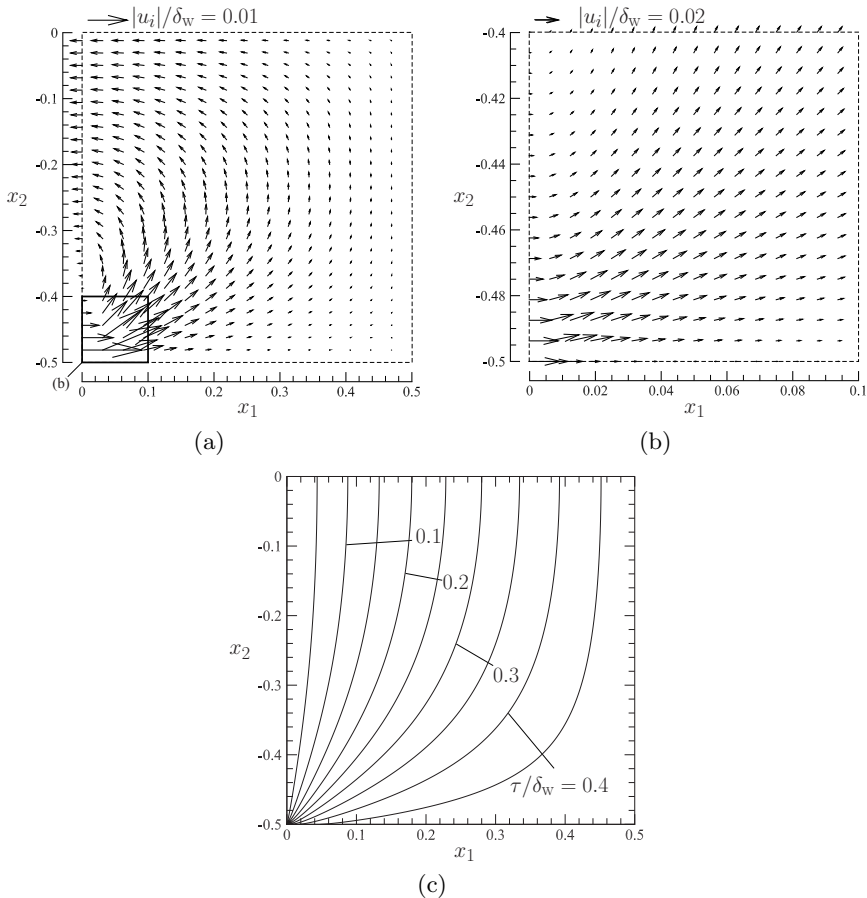 |u_i|/δ_w = 0.01
0
-0.1
-0.2
-0.3
-0.4
-0.5
x_2
(b)
0 0.1 0.2 0.3 0.4 0.5
x_1
(a)
|u_i|/δ_w = 0.02
-0.4
-0.42
-0.44
-0.46
-0.48
-0.5
x_2
0 0.02 0.04 0.06 0.08 0.1
x_1
(b)
0
-0.1
-0.2
-0.3
-0.4
-0.5
x_2
0.1
0.2
0.3
τ/δ_w = 0.4
0 0.1 0.2 0.3 0.4 0.5
x_1
(c)